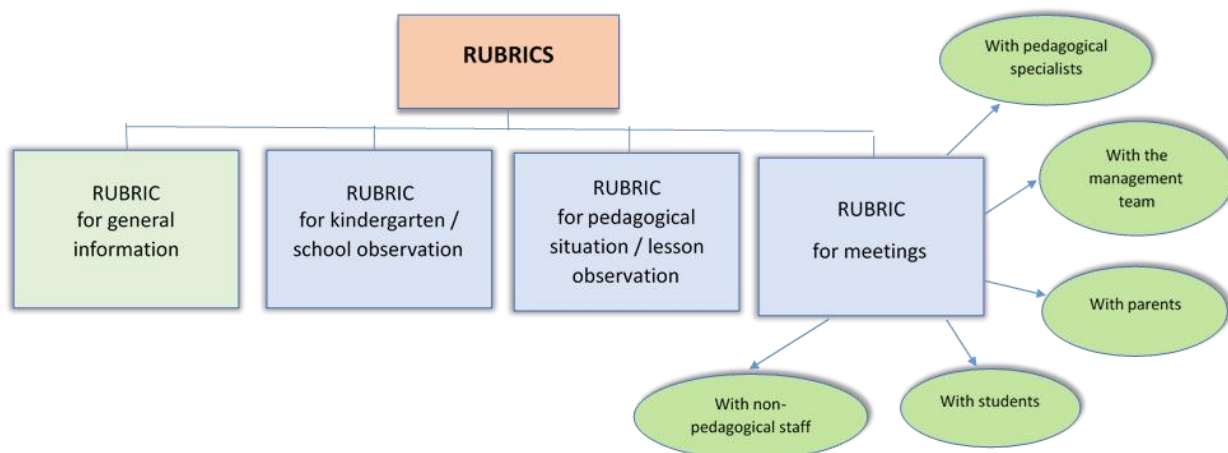 RUBRICS
RUBRIC
for general
information
RUBRIC
for kindergarten /
school observation
RUBRIC
for pedagogical
situation / lesson
observation
RUBRIC
for meetings
With pedagogical
specialists
With the
management
team
With parents
With students
With non-
pedagogical staff